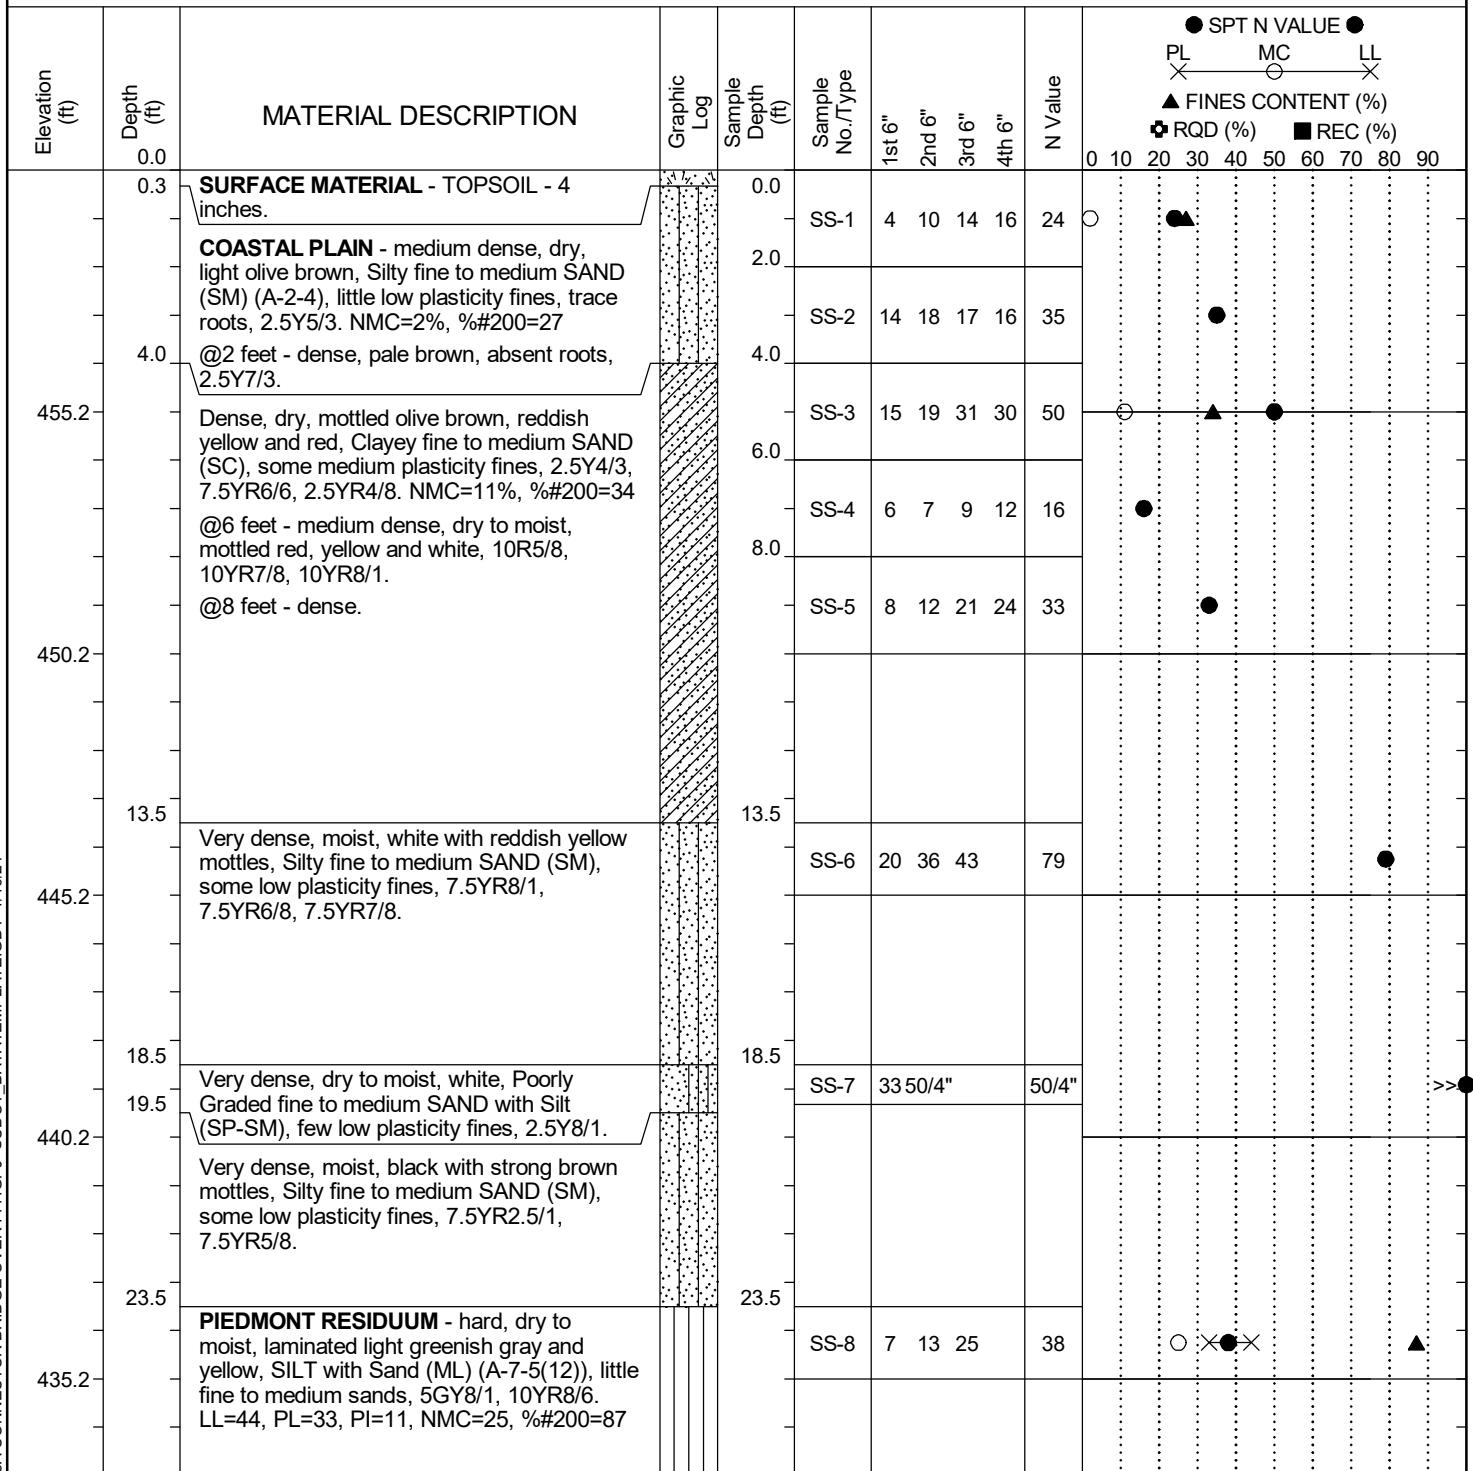 ● SPT N VALUE ●
PL MC LL
▲ FINES CONTENT (%)
RQD (%) ■ REC (%)
0 10 20 30 40 50 60 70 80 90
Elevation
(ft)
Depth
(ft)
MATERIAL DESCRIPTION
Graphic
Log
Sample
Depth
(ft)
Sample
No./Type
1st 6"
2nd 6"
3rd 6"
4th 6"
N Value
0.0
0.3
SURFACE MATERIAL - TOPSOIL - 4
inches.
0.0
SS-1 4 10 14 16 24
COASTAL PLAIN - medium dense, dry,
light olive brown, Silty fine to medium SAND
(SM) (A-2-4), little low plasticity fines, trace
roots, 2.5Y5/3. NMC=2%, %#200=27
2.0
SS-2 14 18 17 16 35
@2 feet - dense, pale brown, absent roots,
2.5Y7/3.
4.0
4.0
455.2
Dense, dry, mottled olive brown, reddish
yellow and red, Clayey fine to medium SAND
(SC), some medium plasticity fines, 2.5Y4/3,
7.5YR6/6, 2.5YR4/8. NMC=11%, %#200=34
SS-3 15 19 31 30 50
6.0
@6 feet - medium dense, dry to moist,
mottled red, yellow and white, 10R5/8,
10YR7/8, 10YR8/1.
SS-4 6 7 9 12 16
8.0
@8 feet - dense.
SS-5 8 12 21 24 33
450.2
13.5
13.5
Very dense, moist, white with reddish yellow
mottles, Silty fine to medium SAND (SM),
some low plasticity fines, 7.5YR8/1,
7.5YR6/8, 7.5YR7/8.
SS-6 20 36 43 79
445.2
18.5
18.5
Very dense, dry to moist, white, Poorly
Graded fine to medium SAND with Silt
(SP-SM), few low plasticity fines, 2.5Y8/1.
SS-7 33 50/4" 50/4" >>
19.5
440.2
Very dense, moist, black with strong brown
mottles, Silty fine to medium SAND (SM),
some low plasticity fines, 7.5YR2.5/1,
7.5YR5/8.
23.5
23.5
PIEDMONT RESIDUUM - hard, dry to
moist, laminated light greenish gray and
yellow, SILT with Sand (ML) (A-7-5(12)), little
fine to medium sands, 5GY8/1, 10YR8/6.
LL=44, PL=33, PI=11, NMC=25, %#200=87
SS-8 7 13 25 38
435.2